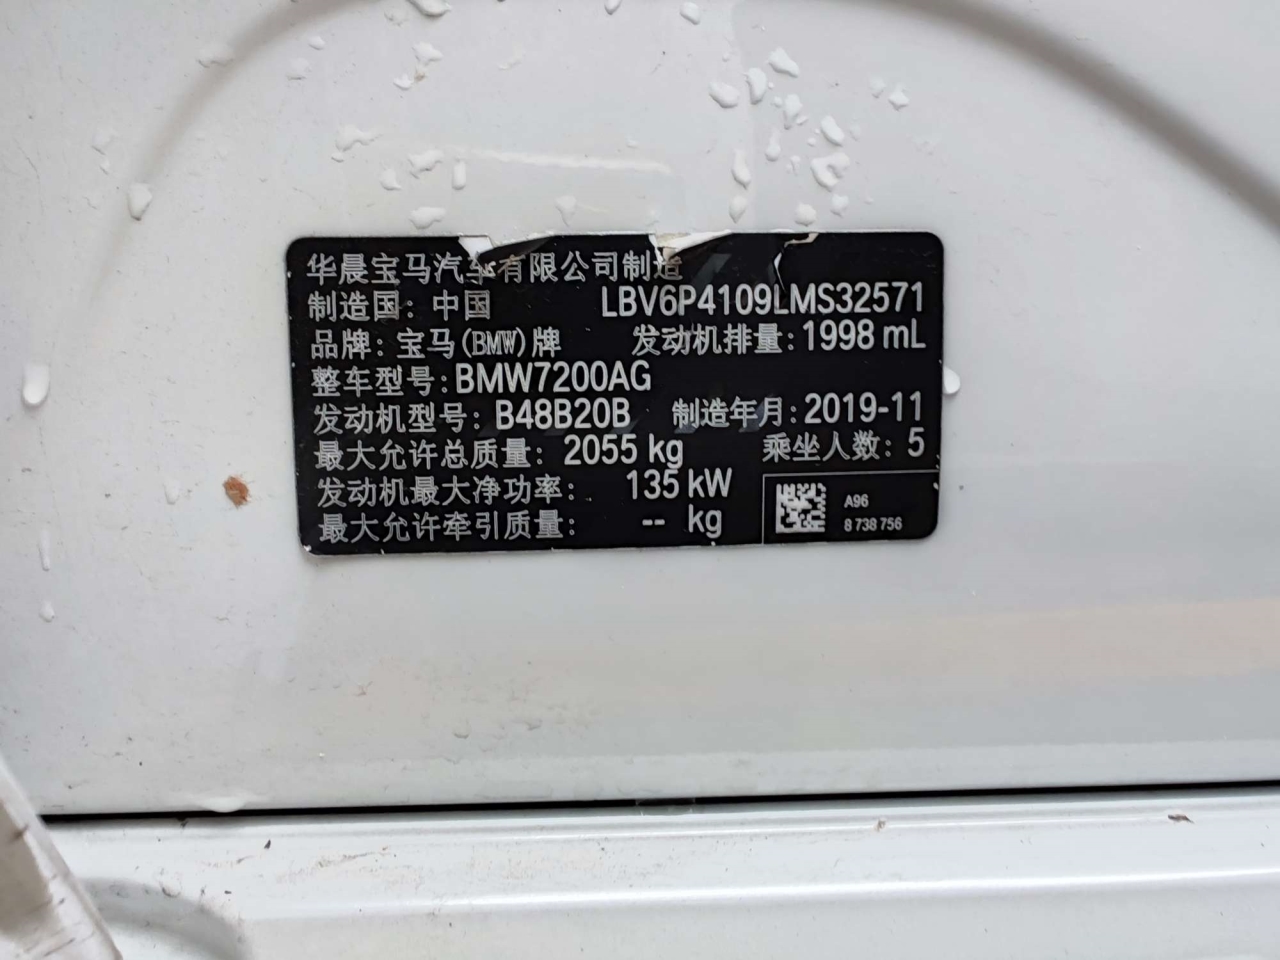 华晨宝马汽车有限公司制造
制造国：中国 LBV6P4109LMS32571
品牌：宝马(BMW)牌 发动机排量：1998 mL
整车型号：BMW7200AG
发动机型号：B48B20B 制造年月：2019-11
最大允许总质量：2055 kg 乘坐人数：5
发动机最大净功率：135 kW
最大允许牵引质量：-- kg
A96
8 738 756